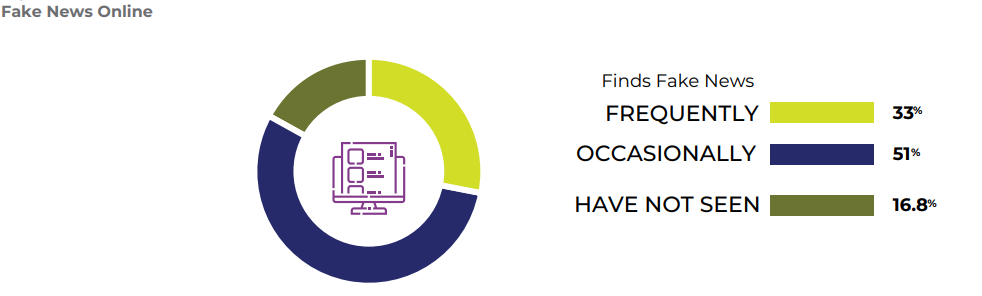 Fake News Online
Finds Fake News
FREQUENTLY 33%
OCCASIONALLY 51%
HAVE NOT SEEN 16.8%